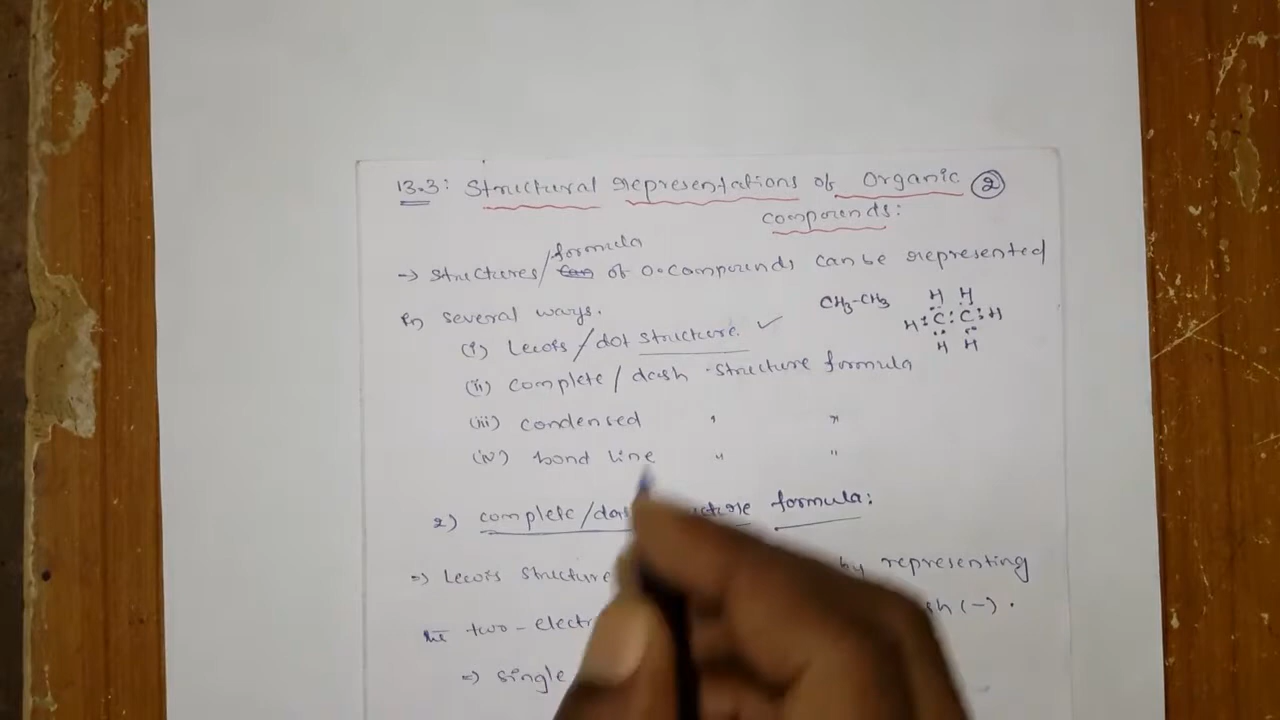 13.3: Structural representations of Organic ②
compounds:
→ structures/formula of o.compounds can be represented
in several ways.
CH3-CH3
H H
H : C : C : H
H H
(i) Lewis/dot structure. ✓
(ii) complete/dash structure formula
(iii) condensed " "
(iv) bond line " "
2) complete/das formula:
⇒ Lewis structure by representing
the two-electr sh (-).
⇒ single